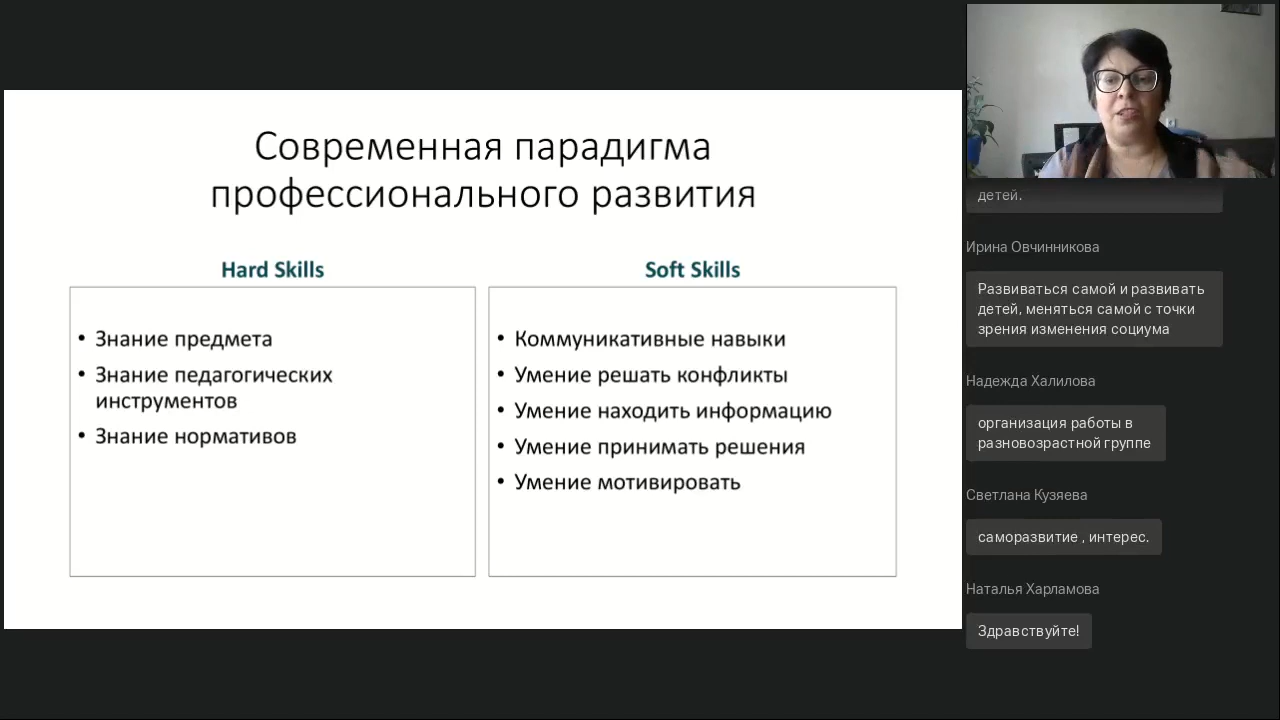 Современная парадигма
профессионального развития
Hard Skills
• Знание предмета
• Знание педагогических
инструментов
• Знание нормативов
Soft Skills
• Коммуникативные навыки
• Умение решать конфликты
• Умение находить информацию
• Умение принимать решения
• Умение мотивировать
детей.
Ирина Овчинникова
Развиваться самой и развивать
детей, меняться самой с точки
зрения изменения социума
Надежда Халилова
организация работы в
разновозрастной группе
Светлана Кузяева
саморазвитие , интерес.
Наталья Харламова
Здравствуйте!